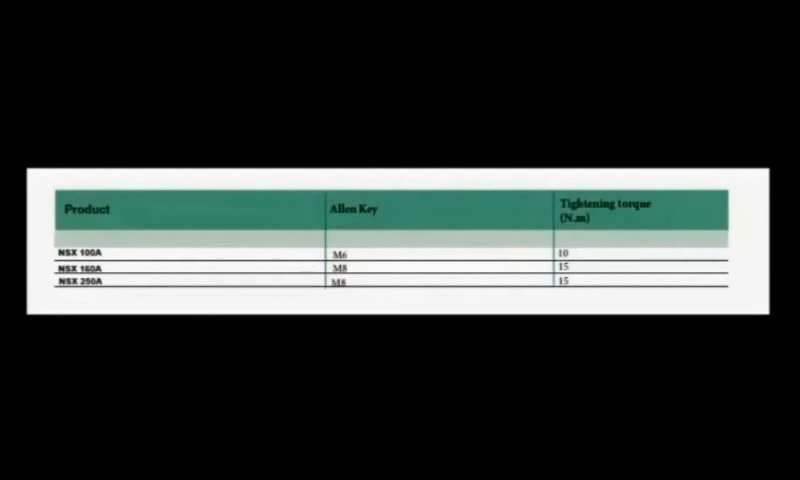 Product Allen Key Tightening torque
(N.m)
NSX 100A M6 10
NSX 160A M8 15
NSX 250A M8 15